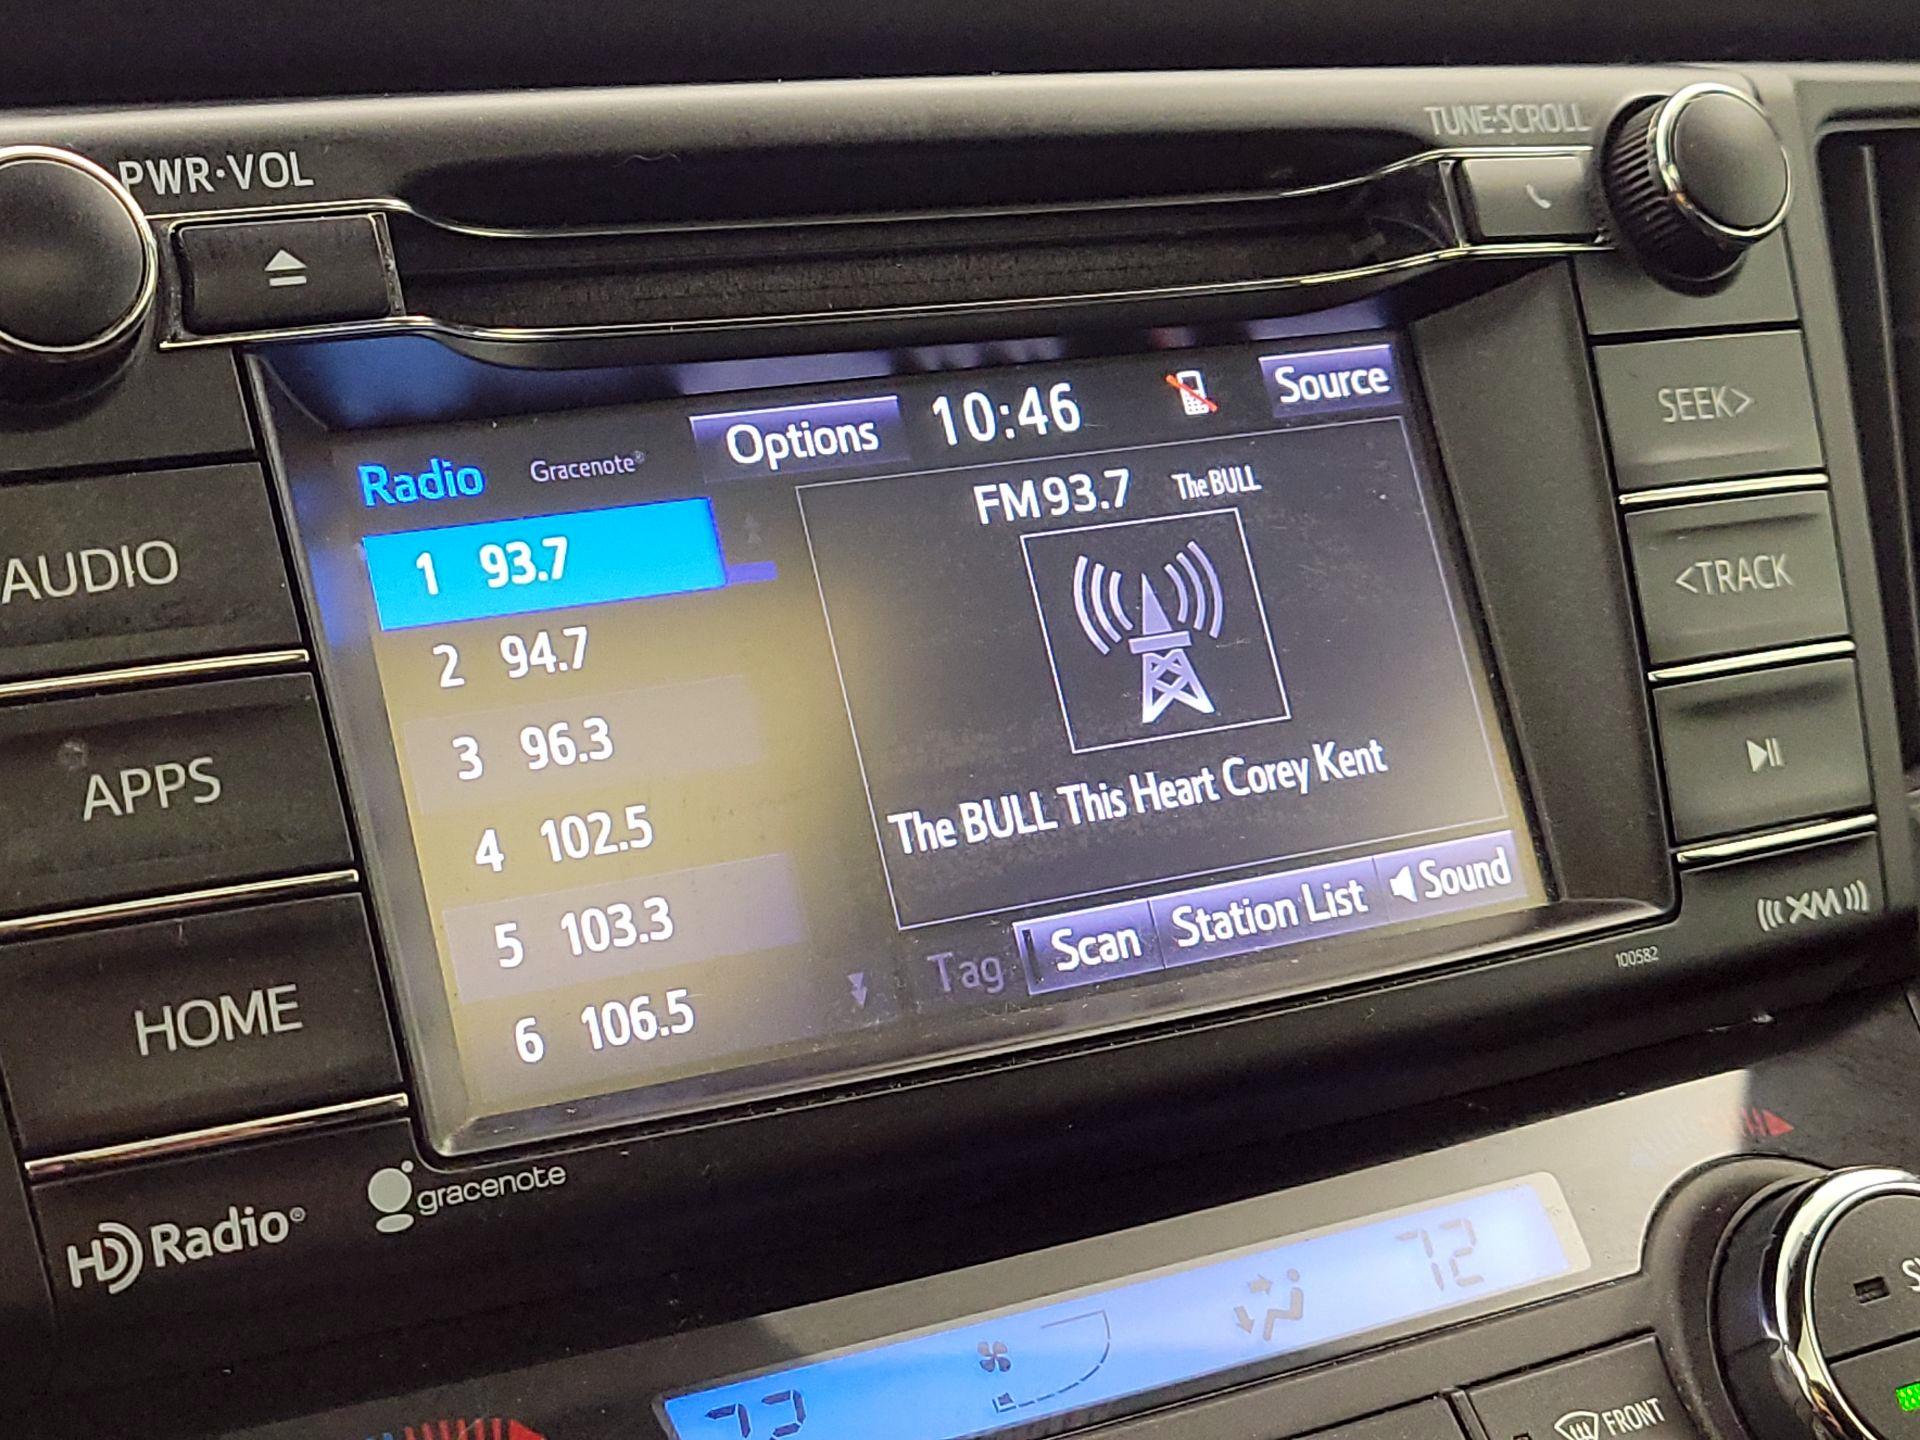 PWR·VOL
TUNE·SCROLL
AUDIO
APPS
HOME
Radio
Gracenote®
Options
10:46
Source
1 93.7
2 94.7
3 96.3
4 102.5
5 103.3
6 106.5
FM 93.7 The BULL
The BULL This Heart Corey Kent
Tag
Scan
Station List
Sound
SEEK>
<TRACK
XM
100582
HD Radio®
gracenote
72
72
FRONT